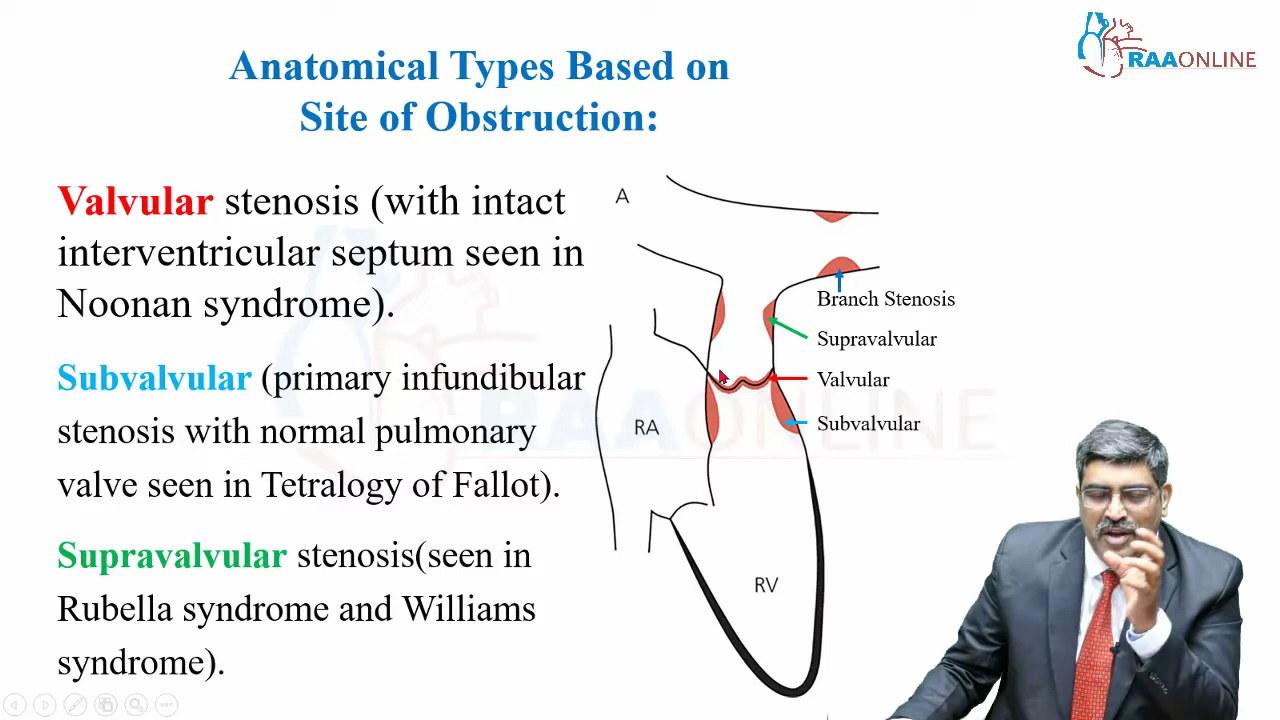 RAAONLINE
Anatomical Types Based on
Site of Obstruction:
Valvular stenosis (with intact
interventricular septum seen in
Noonan syndrome).
Subvalvular (primary infundibular
stenosis with normal pulmonary
valve seen in Tetralogy of Fallot).
Supravalvular stenosis(seen in
Rubella syndrome and Williams
syndrome).
A
Branch Stenosis
Supravalvular
Valvular
Subvalvular
RA
RV
RAAONLINE